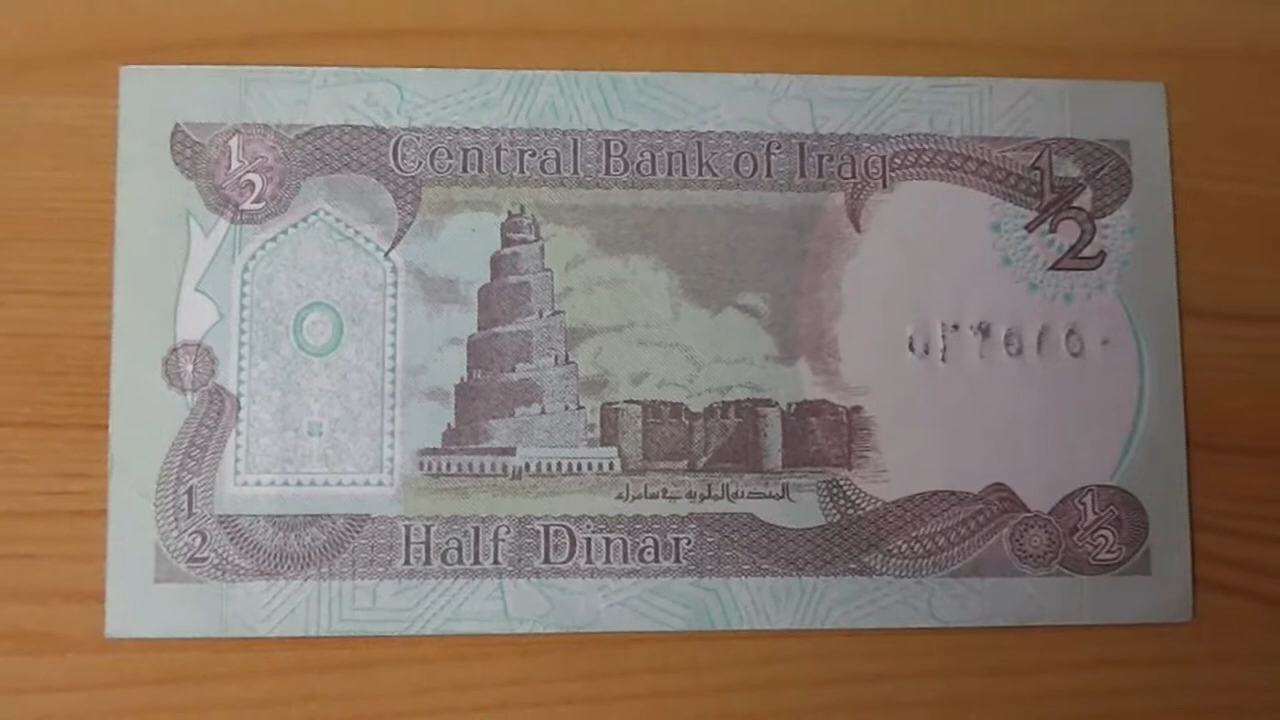 1/2
Central Bank of Iraq
1/2
المئذنة الملوية في سامراء
1/2
Half Dinar
1/2